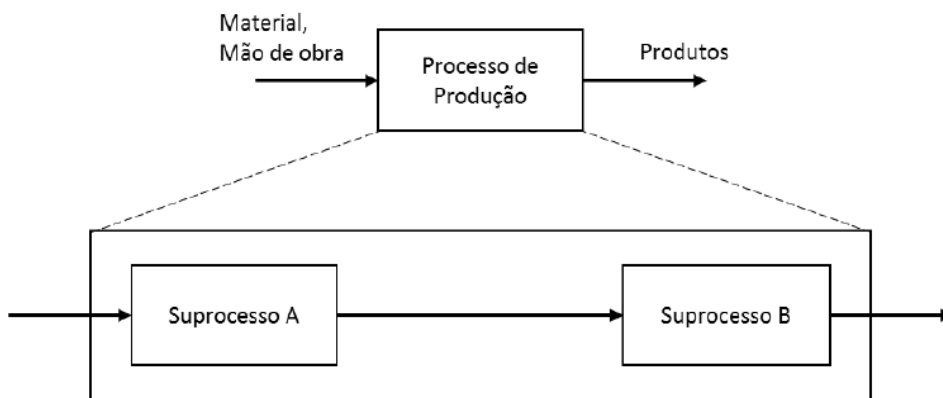 Material,
Mão de obra
Processo de
Produção
Produtos
Suprocesso A
Suprocesso B